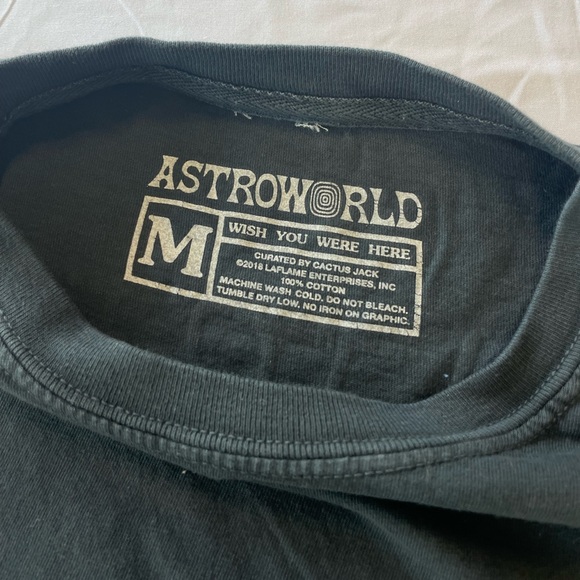 ASTROWORLD
M
WISH YOU WERE HERE
CURATED BY CACTUS JACK
©2018 LAFLAME ENTERPRISES, INC
100% COTTON
MACHINE WASH COLD. DO NOT BLEACH.
TUMBLE DRY LOW. NO IRON ON GRAPHIC.